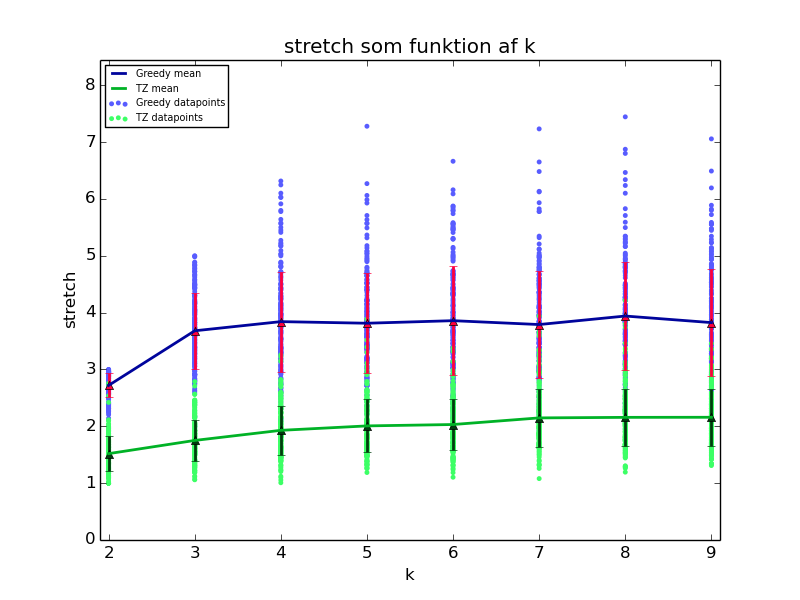 stretch som funktion af k
Greedy mean
TZ mean
Greedy datapoints
TZ datapoints
8
7
6
5
4
3
2
1
0
stretch
2 3 4 5 6 7 8 9
k